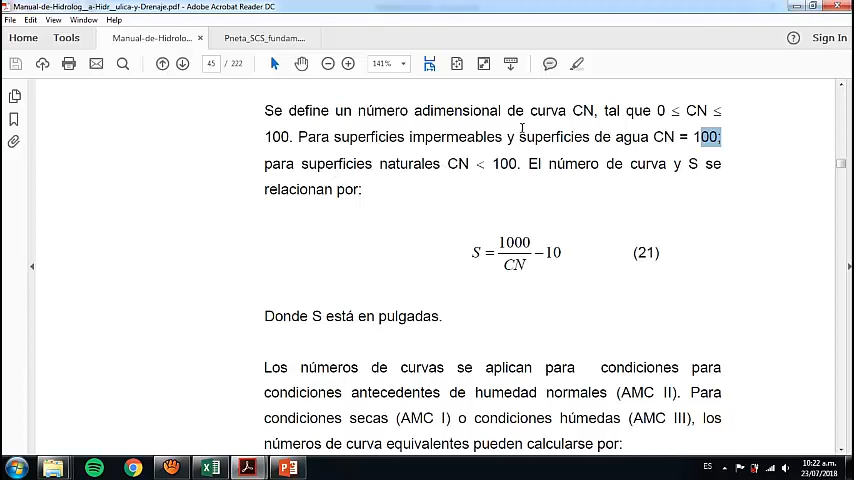 Manual-de-Hidrolog__a-Hidr__ulica-y-Drenaje.pdf - Adobe Acrobat Reader DC
File Edit View Window Help
Home Tools Manual-de-Hidrolo... × Pneta_SCS_fundam.... Sign In
45 / 222 141%
Se define un número adimensional de curva CN, tal que 0 ≤ CN ≤
100. Para superficies impermeables y superficies de agua CN = 100;
para superficies naturales CN < 100. El número de curva y S se
relacionan por:
S = 1000/CN − 10 (21)
Donde S está en pulgadas.
Los números de curvas se aplican para condiciones para
condiciones antecedentes de humedad normales (AMC II). Para
condiciones secas (AMC I) o condiciones húmedas (AMC III), los
números de curva equivalentes pueden calcularse por:
ES 10:22 a.m.
23/07/2018